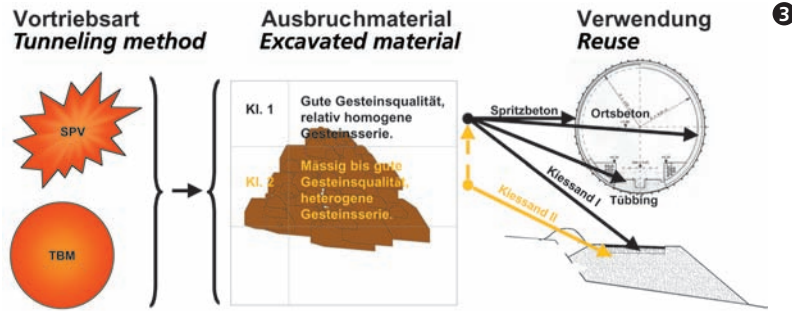 Vortriebsart
Tunneling method
Ausbruchmaterial
Excavated material
Verwendung
Reuse
3
SPV
TBM
Kl. 1
Gute Gesteinsqualität,
relativ homogene
Gesteinsserie.
Kl. 2
Mässig bis gute
Gesteinsqualität,
heterogene
Gesteinsserie.
Spritzbeton
Ortsbeton
Kiessand I
Tübbing
Kiessand II